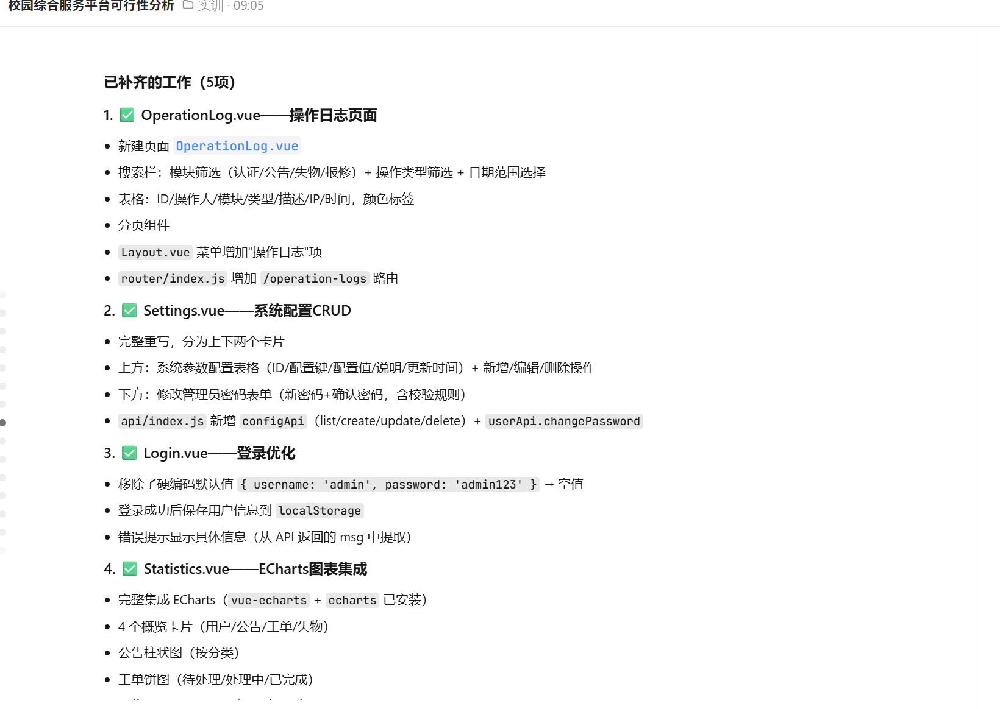 校园综合服务平台可行性分析 实训 · 09:05
已补齐的工作（5项）
1. ✅ OperationLog.vue——操作日志页面
• 新建页面 OperationLog.vue
• 搜索栏：模块筛选（认证/公告/失物/报修）+ 操作类型筛选 + 日期范围选择
• 表格：ID/操作人/模块/类型/描述/IP/时间，颜色标签
• 分页组件
• Layout.vue 菜单增加"操作日志"项
• router/index.js 增加 /operation-logs 路由
2. ✅ Settings.vue——系统配置CRUD
• 完整重写，分为上下两个卡片
• 上方：系统参数配置表格（ID/配置键/配置值/说明/更新时间）+ 新增/编辑/删除操作
• 下方：修改管理员密码表单（新密码+确认密码，含校验规则）
• api/index.js 新增 configApi（list/create/update/delete）+ userApi.changePassword
3. ✅ Login.vue——登录优化
• 移除了硬编码默认值 { username: 'admin', password: 'admin123' } → 空值
• 登录成功后保存用户信息到 localStorage
• 错误提示显示具体信息（从 API 返回的 msg 中提取）
4. ✅ Statistics.vue——ECharts图表集成
• 完整集成 ECharts（vue-echarts + echarts 已安装）
• 4 个概览卡片（用户/公告/工单/失物）
• 公告柱状图（按分类）
• 工单饼图（待处理/处理中/已完成）